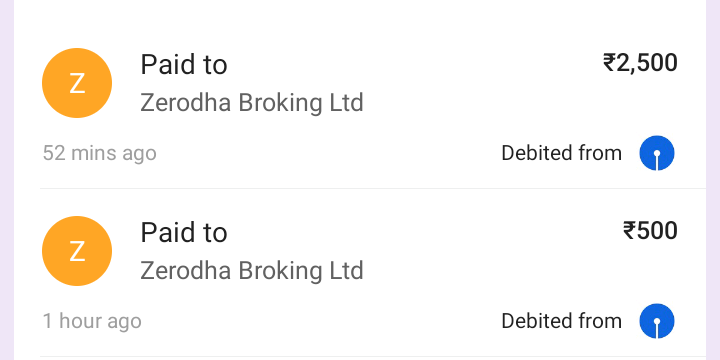 Z
Paid to
₹2,500
Zerodha Broking Ltd
52 mins ago
Debited from
Z
Paid to
₹500
Zerodha Broking Ltd
1 hour ago
Debited from